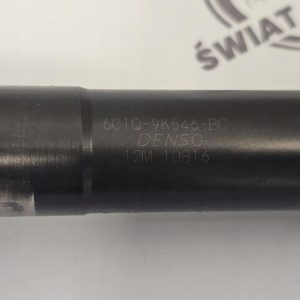 ŚWIAT
6C1Q-9K546-BC
DENSO
12M 10816